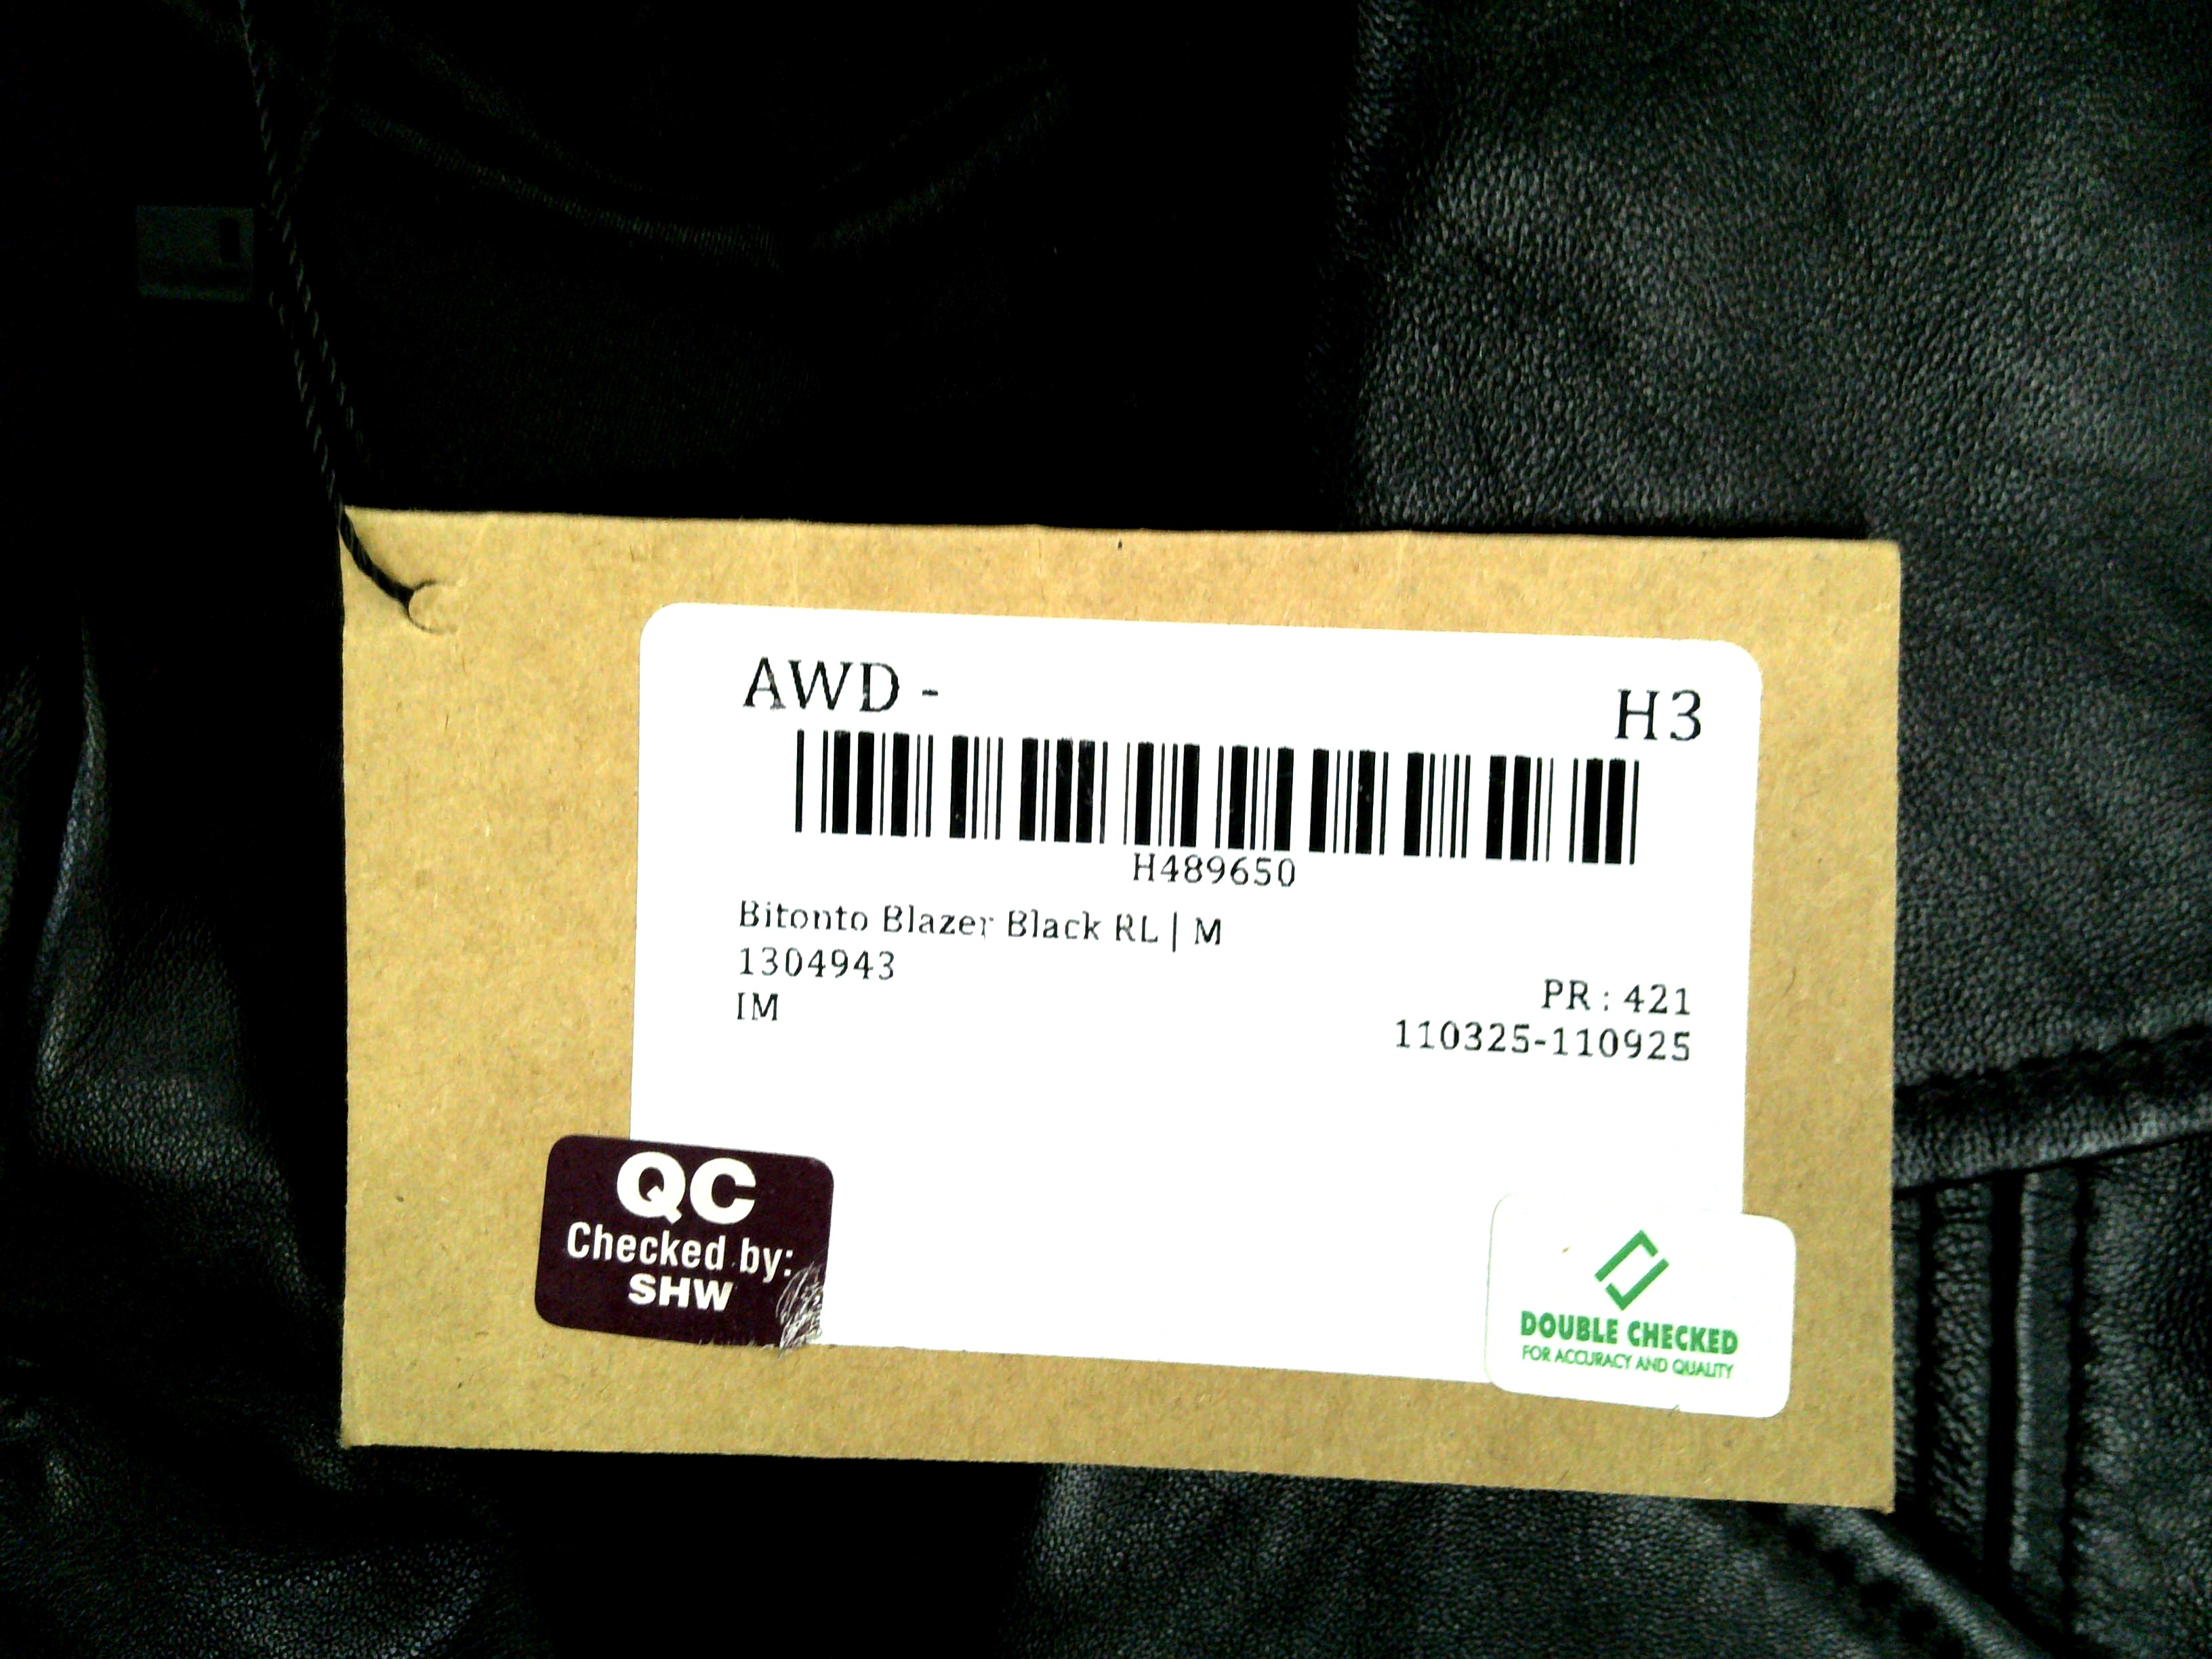 AWD -
H3
H489650
Bitonto Blazer Black RL | M
1304943
IM
PR : 421
110325-110925
QC
Checked by:
SHW
DOUBLE CHECKED
FOR ACCURACY AND QUALITY